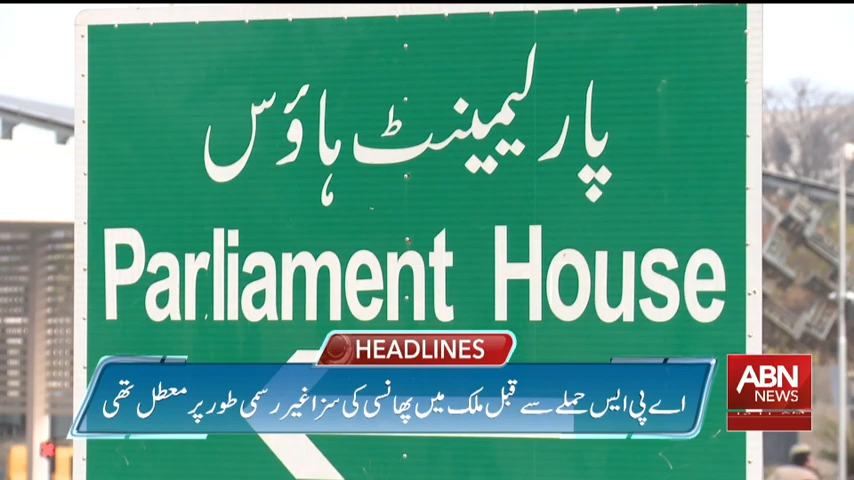 پارلیمنٹ ہاؤس
Parliament House
HEADLINES
اے پی ایس حملے سے قبل ملک میں پھانسی کی سزا غیر رسمی طور پر معطل تھی
ABN
NEWS